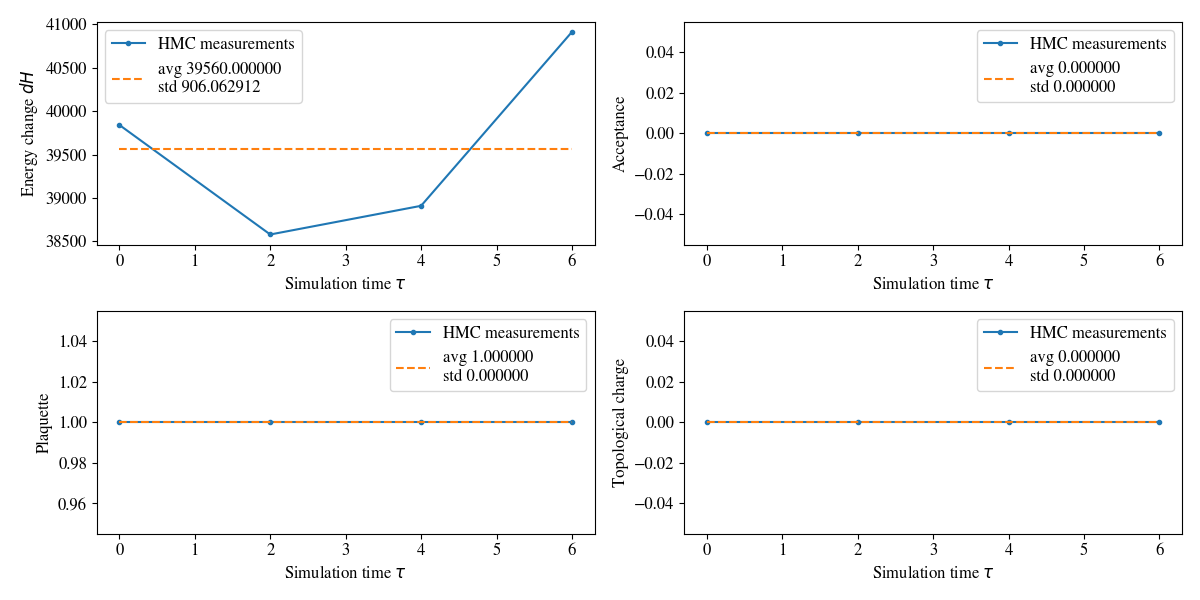 41000
40500
40000
39500
39000
38500
Energy change dH
HMC measurements
avg 39560.000000
std 906.062912
0 1 2 3 4 5 6
Simulation time τ
0.04
0.02
0.00
−0.02
−0.04
Acceptance
HMC measurements
avg 0.000000
std 0.000000
0 1 2 3 4 5 6
Simulation time τ
1.04
1.02
1.00
0.98
0.96
Plaquette
HMC measurements
avg 1.000000
std 0.000000
0 1 2 3 4 5 6
Simulation time τ
0.04
0.02
0.00
−0.02
−0.04
Topological charge
HMC measurements
avg 0.000000
std 0.000000
0 1 2 3 4 5 6
Simulation time τ